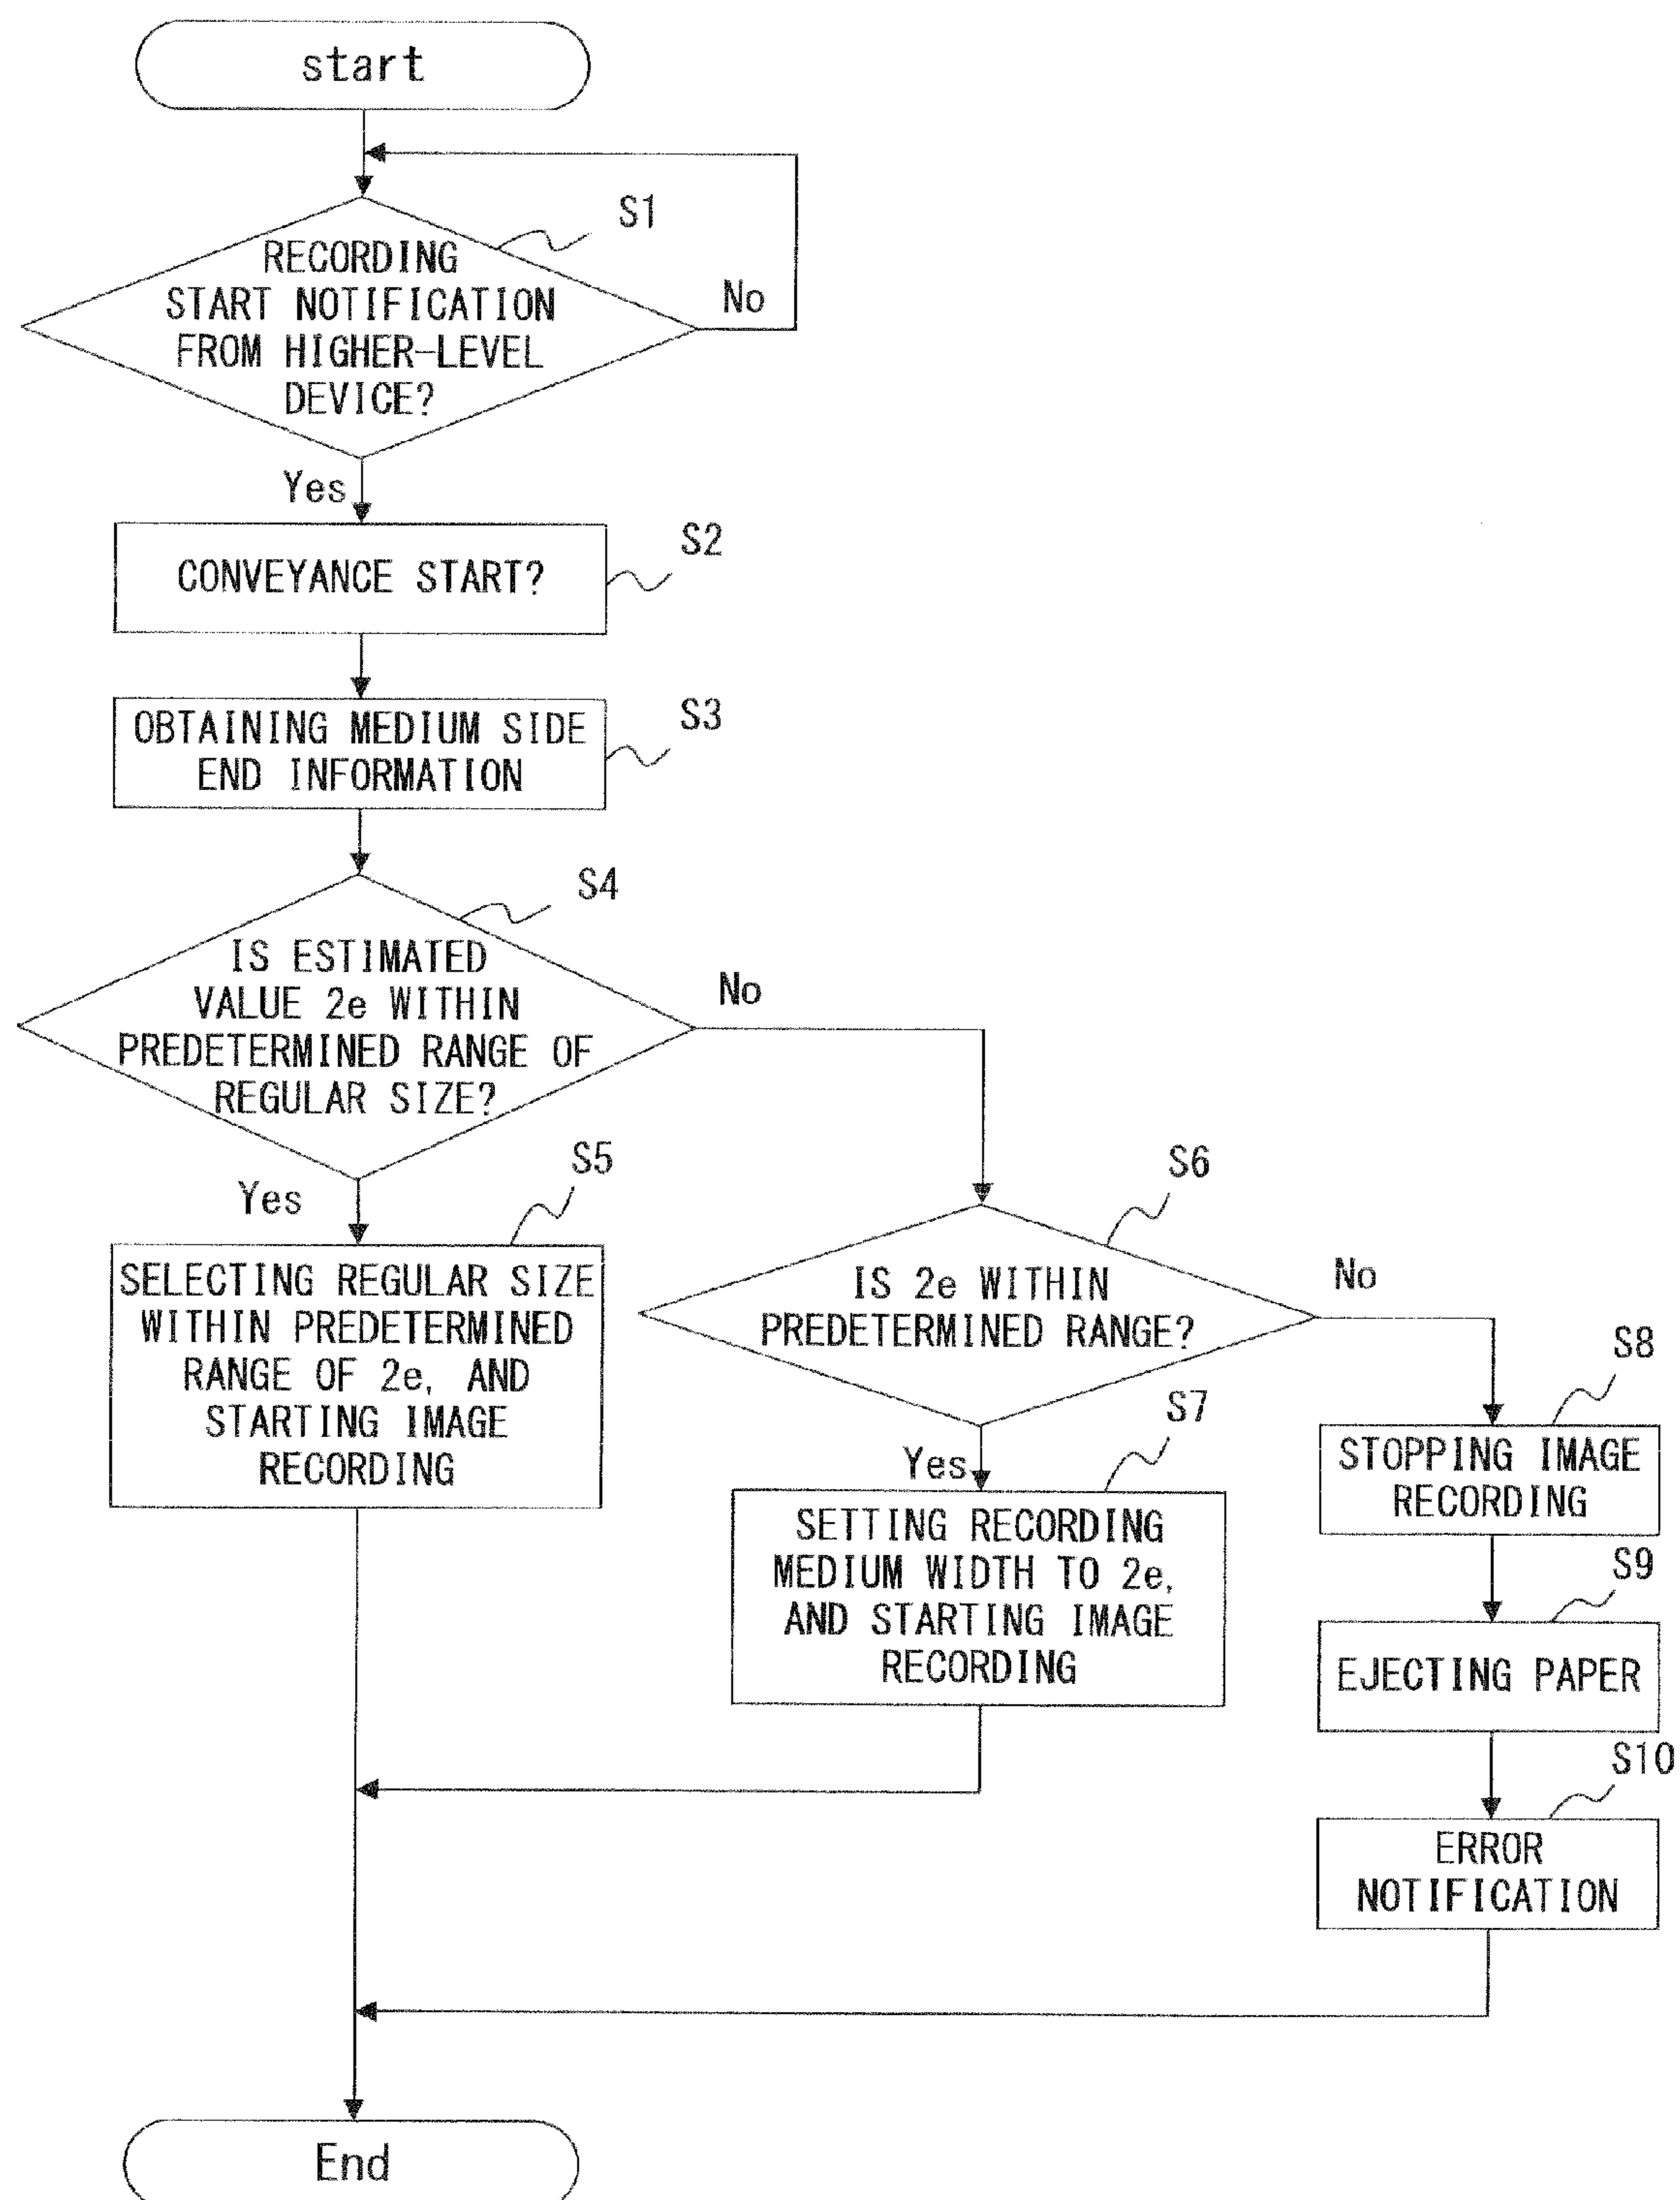 start
S1
RECORDING
START NOTIFICATION
FROM HIGHER-LEVEL
DEVICE?
No
Yes
S2
CONVEYANCE START?
S3
OBTAINING MEDIUM SIDE
END INFORMATION
S4
IS ESTIMATED
VALUE 2e WITHIN
PREDETERMINED RANGE OF
REGULAR SIZE?
No
Yes
S5
SELECTING REGULAR SIZE
WITHIN PREDETERMINED
RANGE OF 2e, AND
STARTING IMAGE
RECORDING
S6
IS 2e WITHIN
PREDETERMINED RANGE?
No
Yes
S7
SETTING RECORDING
MEDIUM WIDTH TO 2e,
AND STARTING IMAGE
RECORDING
S8
STOPPING IMAGE
RECORDING
S9
EJECTING PAPER
S10
ERROR
NOTIFICATION
End